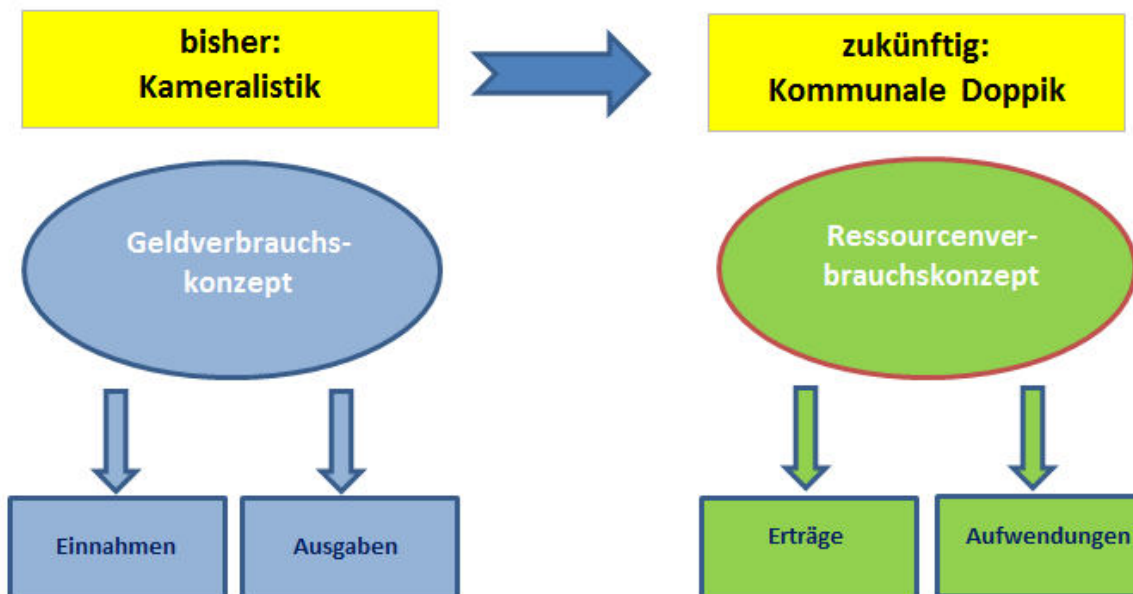 bisher:
Kameralistik
zukünftig:
Kommunale Doppik
Geldverbrauchs-
konzept
Ressourcenver-
brauchskonzept
Einnahmen
Ausgaben
Erträge
Aufwendungen